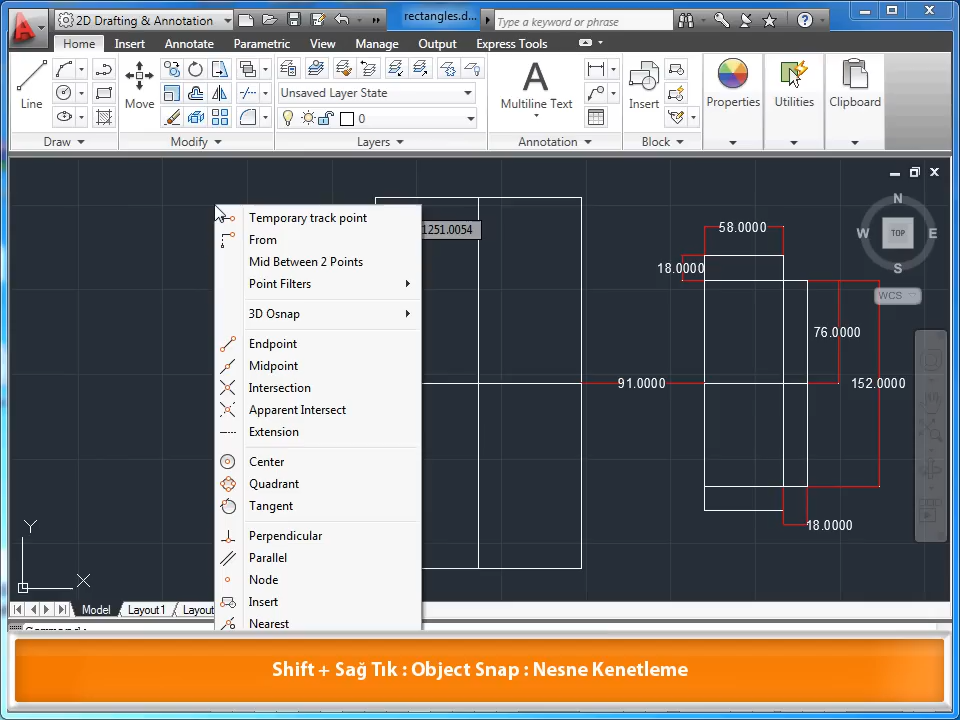 2D Drafting & Annotation
rectangles.d...
Type a keyword or phrase
Home Insert Annotate Parametric View Manage Output Express Tools
Line
Move
Unsaved Layer State
0
Multiline Text
Insert
Properties
Utilities
Clipboard
Draw
Modify
Layers
Annotation
Block
Temporary track point
From
Mid Between 2 Points
Point Filters
3D Osnap
Endpoint
Midpoint
Intersection
Apparent Intersect
Extension
Center
Quadrant
Tangent
Perpendicular
Parallel
Node
Insert
Nearest
1251.0054
58.0000
18.0000
76.0000
91.0000
152.0000
18.0000
N
W
TOP
E
S
WCS
Y
X
Model Layout1 Layout
Command:
Shift + Sağ Tık : Object Snap : Nesne Kenetleme